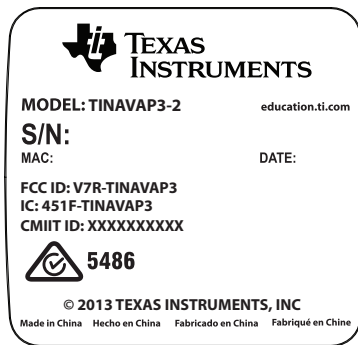 TEXAS
INSTRUMENTS
MODEL: TINAVAP3-2 education.ti.com
S/N:
MAC: DATE:
FCC ID: V7R-TINAVAP3
IC: 451F-TINAVAP3
CMIIT ID: XXXXXXXXXX
5486
© 2013 TEXAS INSTRUMENTS, INC
Made in China Hecho en China Fabricado en China Fabriqué en Chine